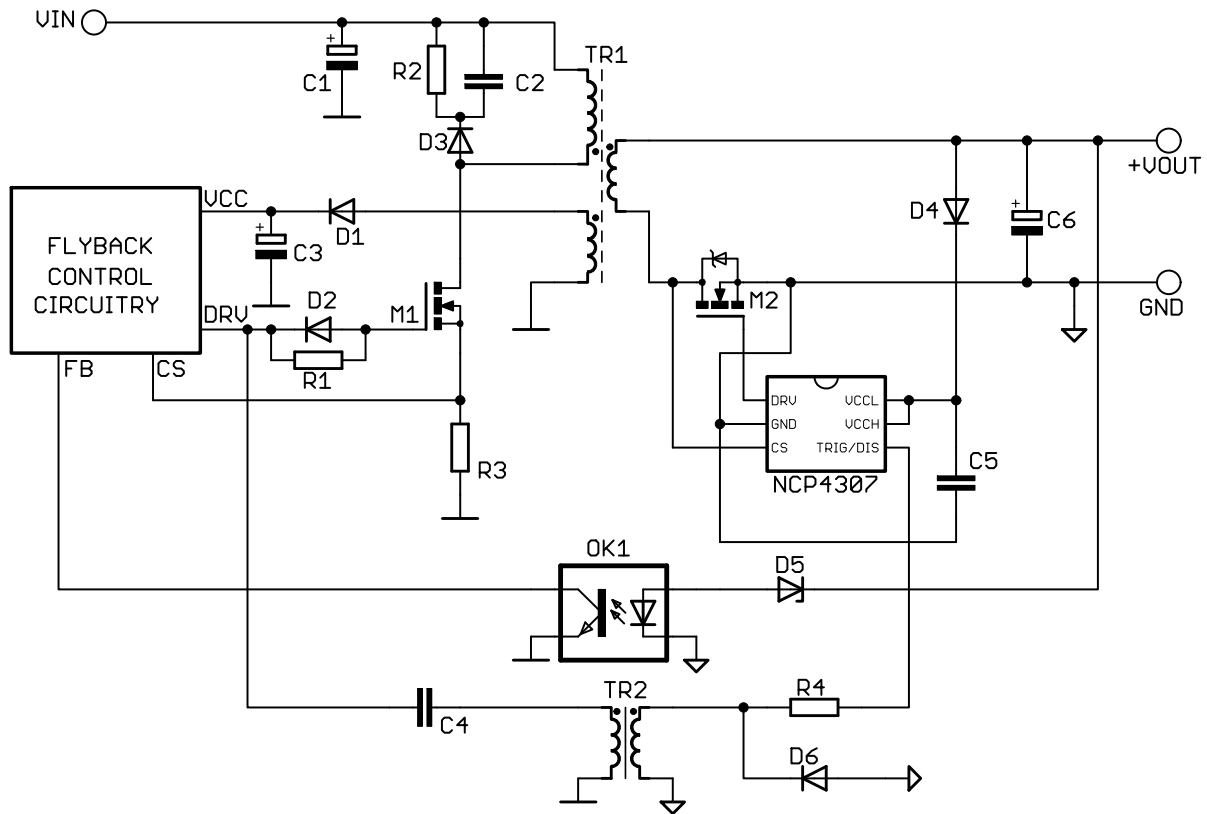 VIN
+
C1
R2
C2
TR1
D3
+VOUT
VCC
D1
D4
+
C6
FLYBACK
CONTROL
CIRCUITRY
+
C3
DRV
D2
M1
M2
GND
FB
CS
R1
DRV
VCCL
GND
VCCH
CS
TRIG/DIS
NCP4307
R3
C5
OK1
D5
TR2
R4
C4
D6